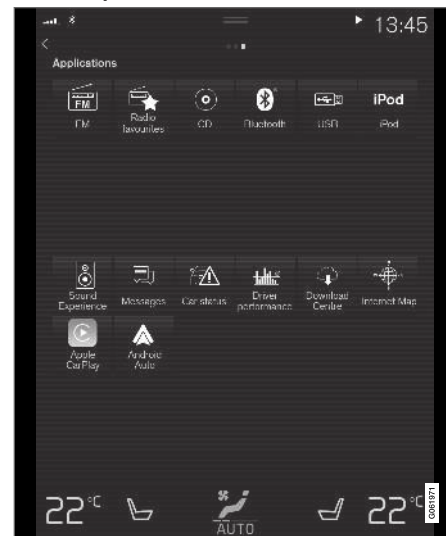 13:45
Applications
FM
iPod
FM
Radio
favourites
CD
Bluetooth
USB
iPod
Sound
Experience
Messages
Car status
Driver
performance
Download
Centre
Internet Map
Apple
CarPlay
Android
Auto
22°C
AUTO
22°C
G061971